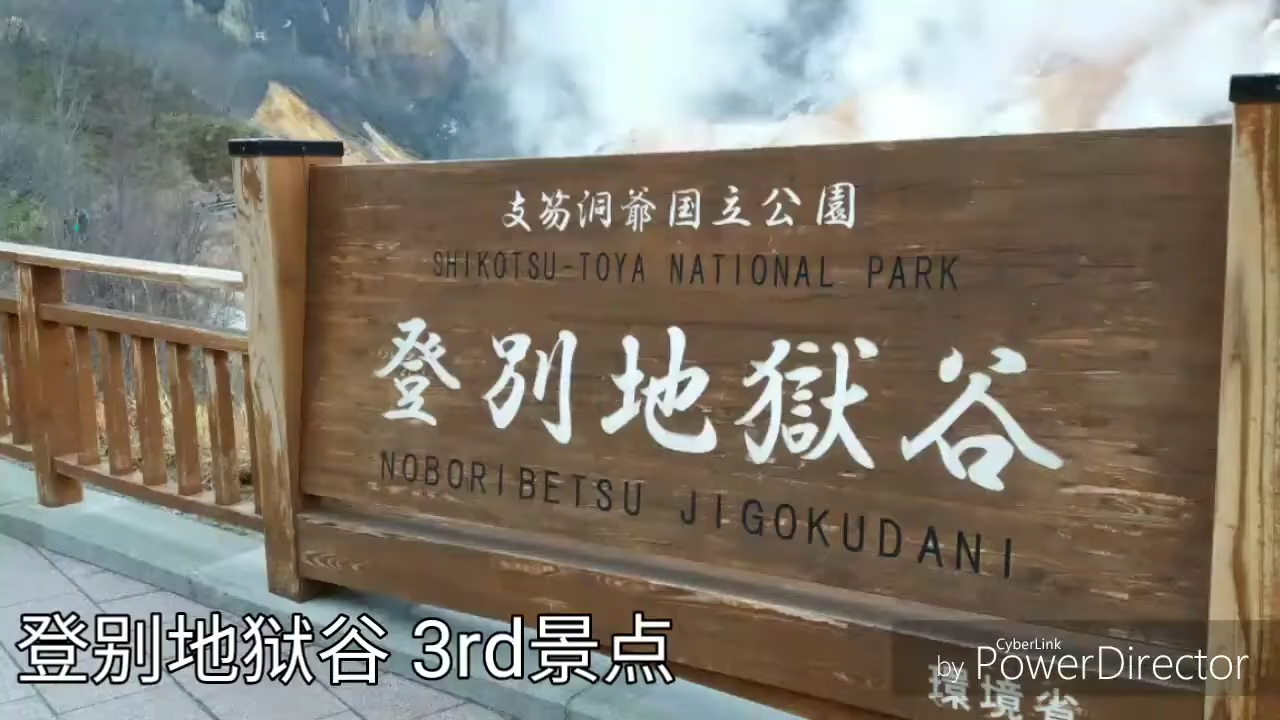 支笏洞爺国立公園
SHIKOTSU-TOYA NATIONAL PARK
登別地獄谷
NOBORIBETSU JIGOKUDANI
登别地狱谷 3rd景点
CyberLink
by PowerDirector
環境省